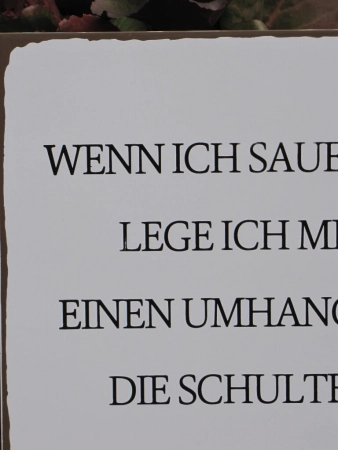 WENN ICH SAUE
LEGE ICH MI
EINEN UMHANG
DIE SCHULTE